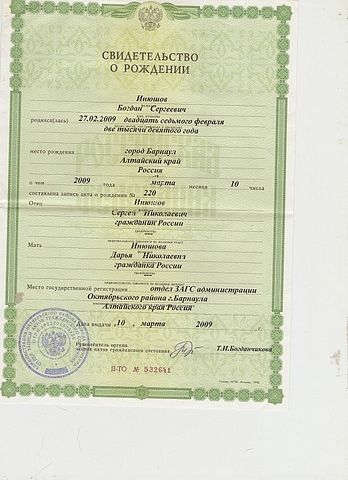 СВИДЕТЕЛЬСТВО
О РОЖДЕНИИ
Инюшов
Богдан Сергеевич
родился(лась) 27.02.2009 двадцать седьмого февраля
две тысячи девятого года
место рождения город Барнаул
Алтайский край
Россия
о чем 2009 года марта месяца 10 числа
составлена запись акта о рождении № 220
Отец Инюшов
Сергей Николаевич
гражданин России
Мать Инюшова
Дарья Николаевна
гражданка России
Место государственной регистрации отдел ЗАГС администрации
Октябрьского района г.Барнаула
Алтайского края Россия
Дата выдачи 10 марта 2009 г.
Руководитель органа
записи актов гражданского состояния Т.И.Богданчикова
II-ТО № 532641